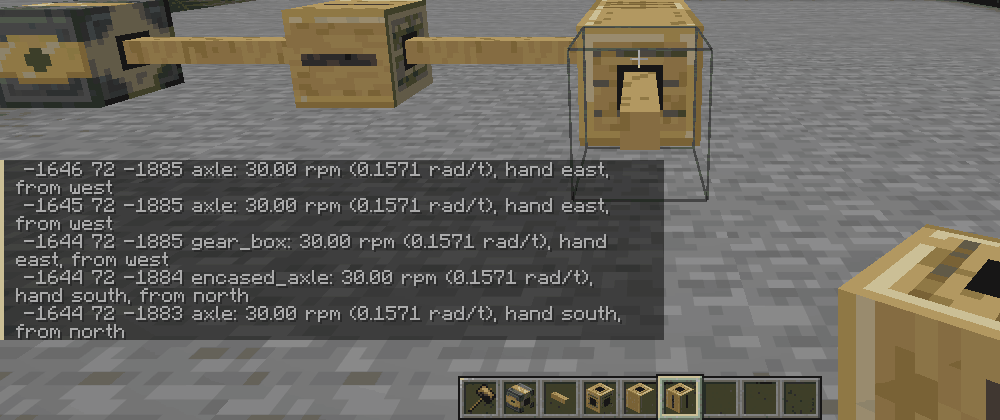 -1646 72 -1885 axle: 30.00 rpm (0.1571 rad/t), hand east,
from west
-1645 72 -1885 axle: 30.00 rpm (0.1571 rad/t), hand east,
from west
-1644 72 -1885 gear_box: 30.00 rpm (0.1571 rad/t), hand
east, from west
-1644 72 -1884 encased_axle: 30.00 rpm (0.1571 rad/t),
hand south, from north
-1644 72 -1883 axle: 30.00 rpm (0.1571 rad/t), hand south,
from north